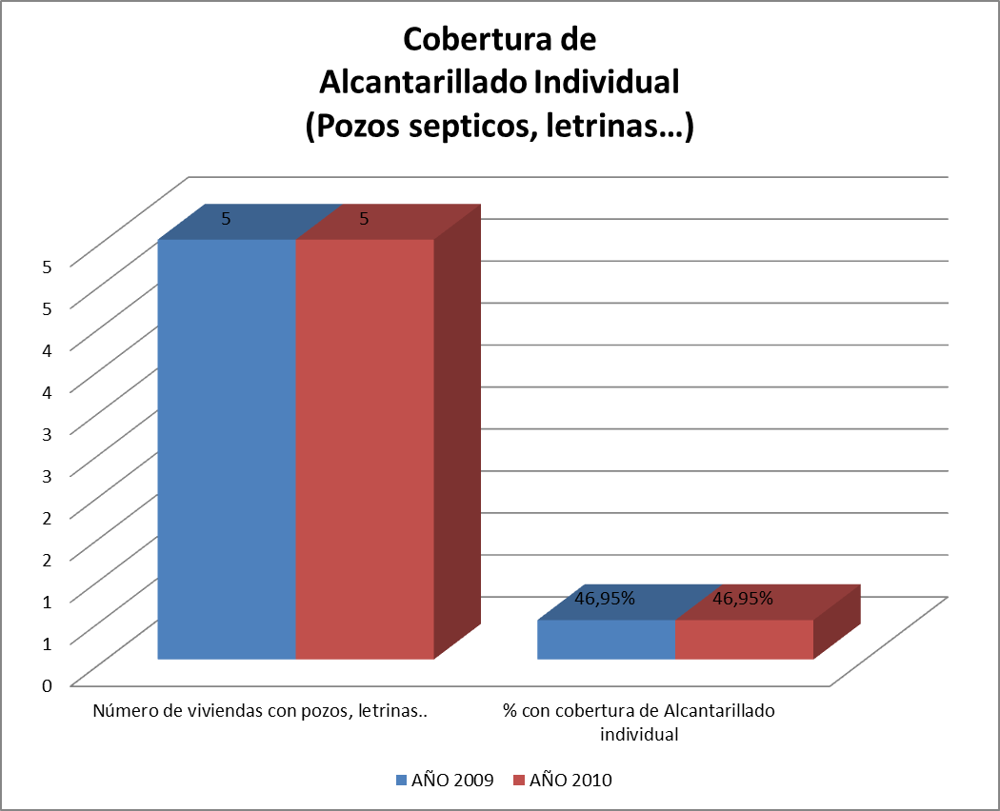 Cobertura de
Alcantarillado Individual
(Pozos septicos, letrinas...)
5
5
5
5
4
4
3
3
2
2
1
1
0
46,95%
46,95%
Número de viviendas con pozos, letrinas..
% con cobertura de Alcantarillado
individual
AÑO 2009
AÑO 2010